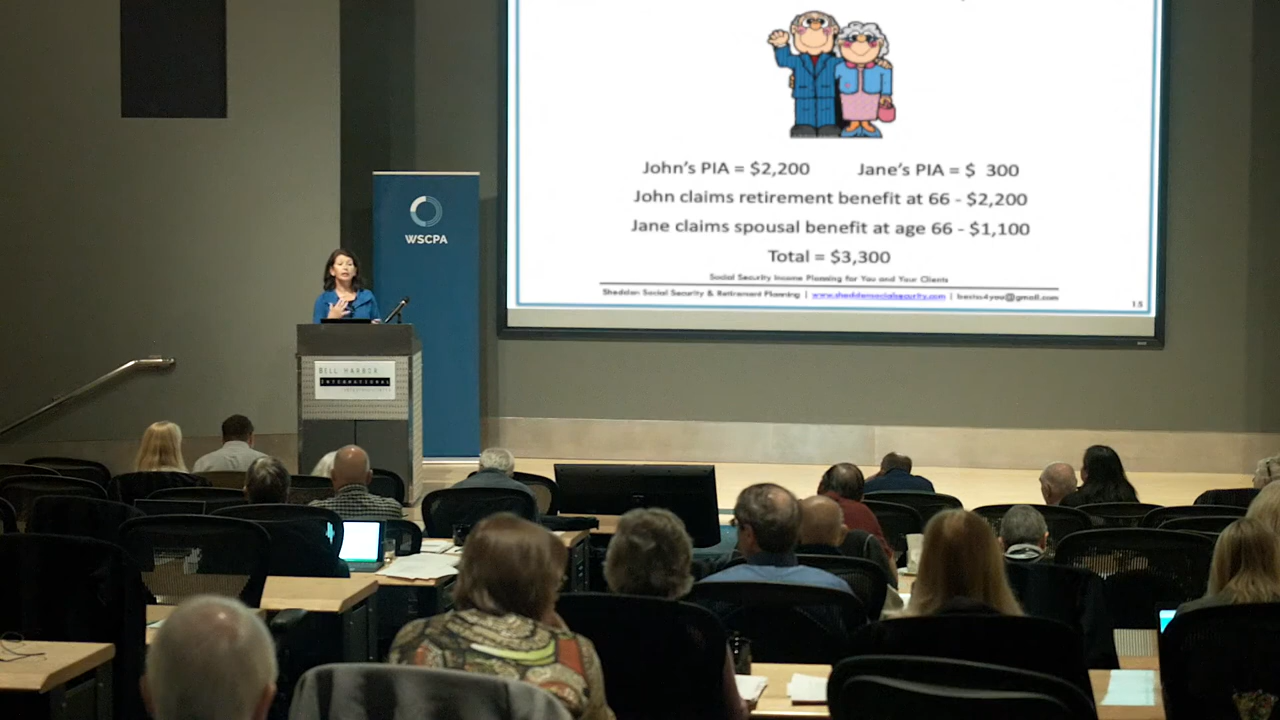 WSCPA
John's PIA = $2,200 Jane's PIA = $ 300
John claims retirement benefit at 66 - $2,200
Jane claims spousal benefit at age 66 - $1,100
Total = $3,300
Social Security Income Planning for You and Your Clients
Shedden Social Security & Retirement Planning | www.sheddensocialsecurity.com | bestss4you@gmail.com
15
BELL HARBOR
INTERNATIONAL